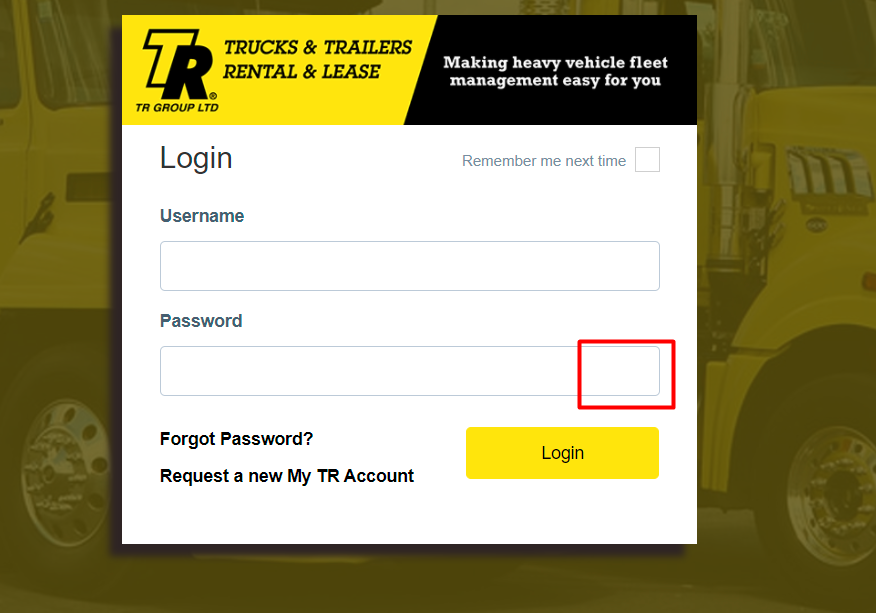 TR®
TR GROUP LTD
TRUCKS & TRAILERS
RENTAL & LEASE
Making heavy vehicle fleet
management easy for you
Login
Remember me next time
Username
Password
Forgot Password?
Login
Request a new My TR Account